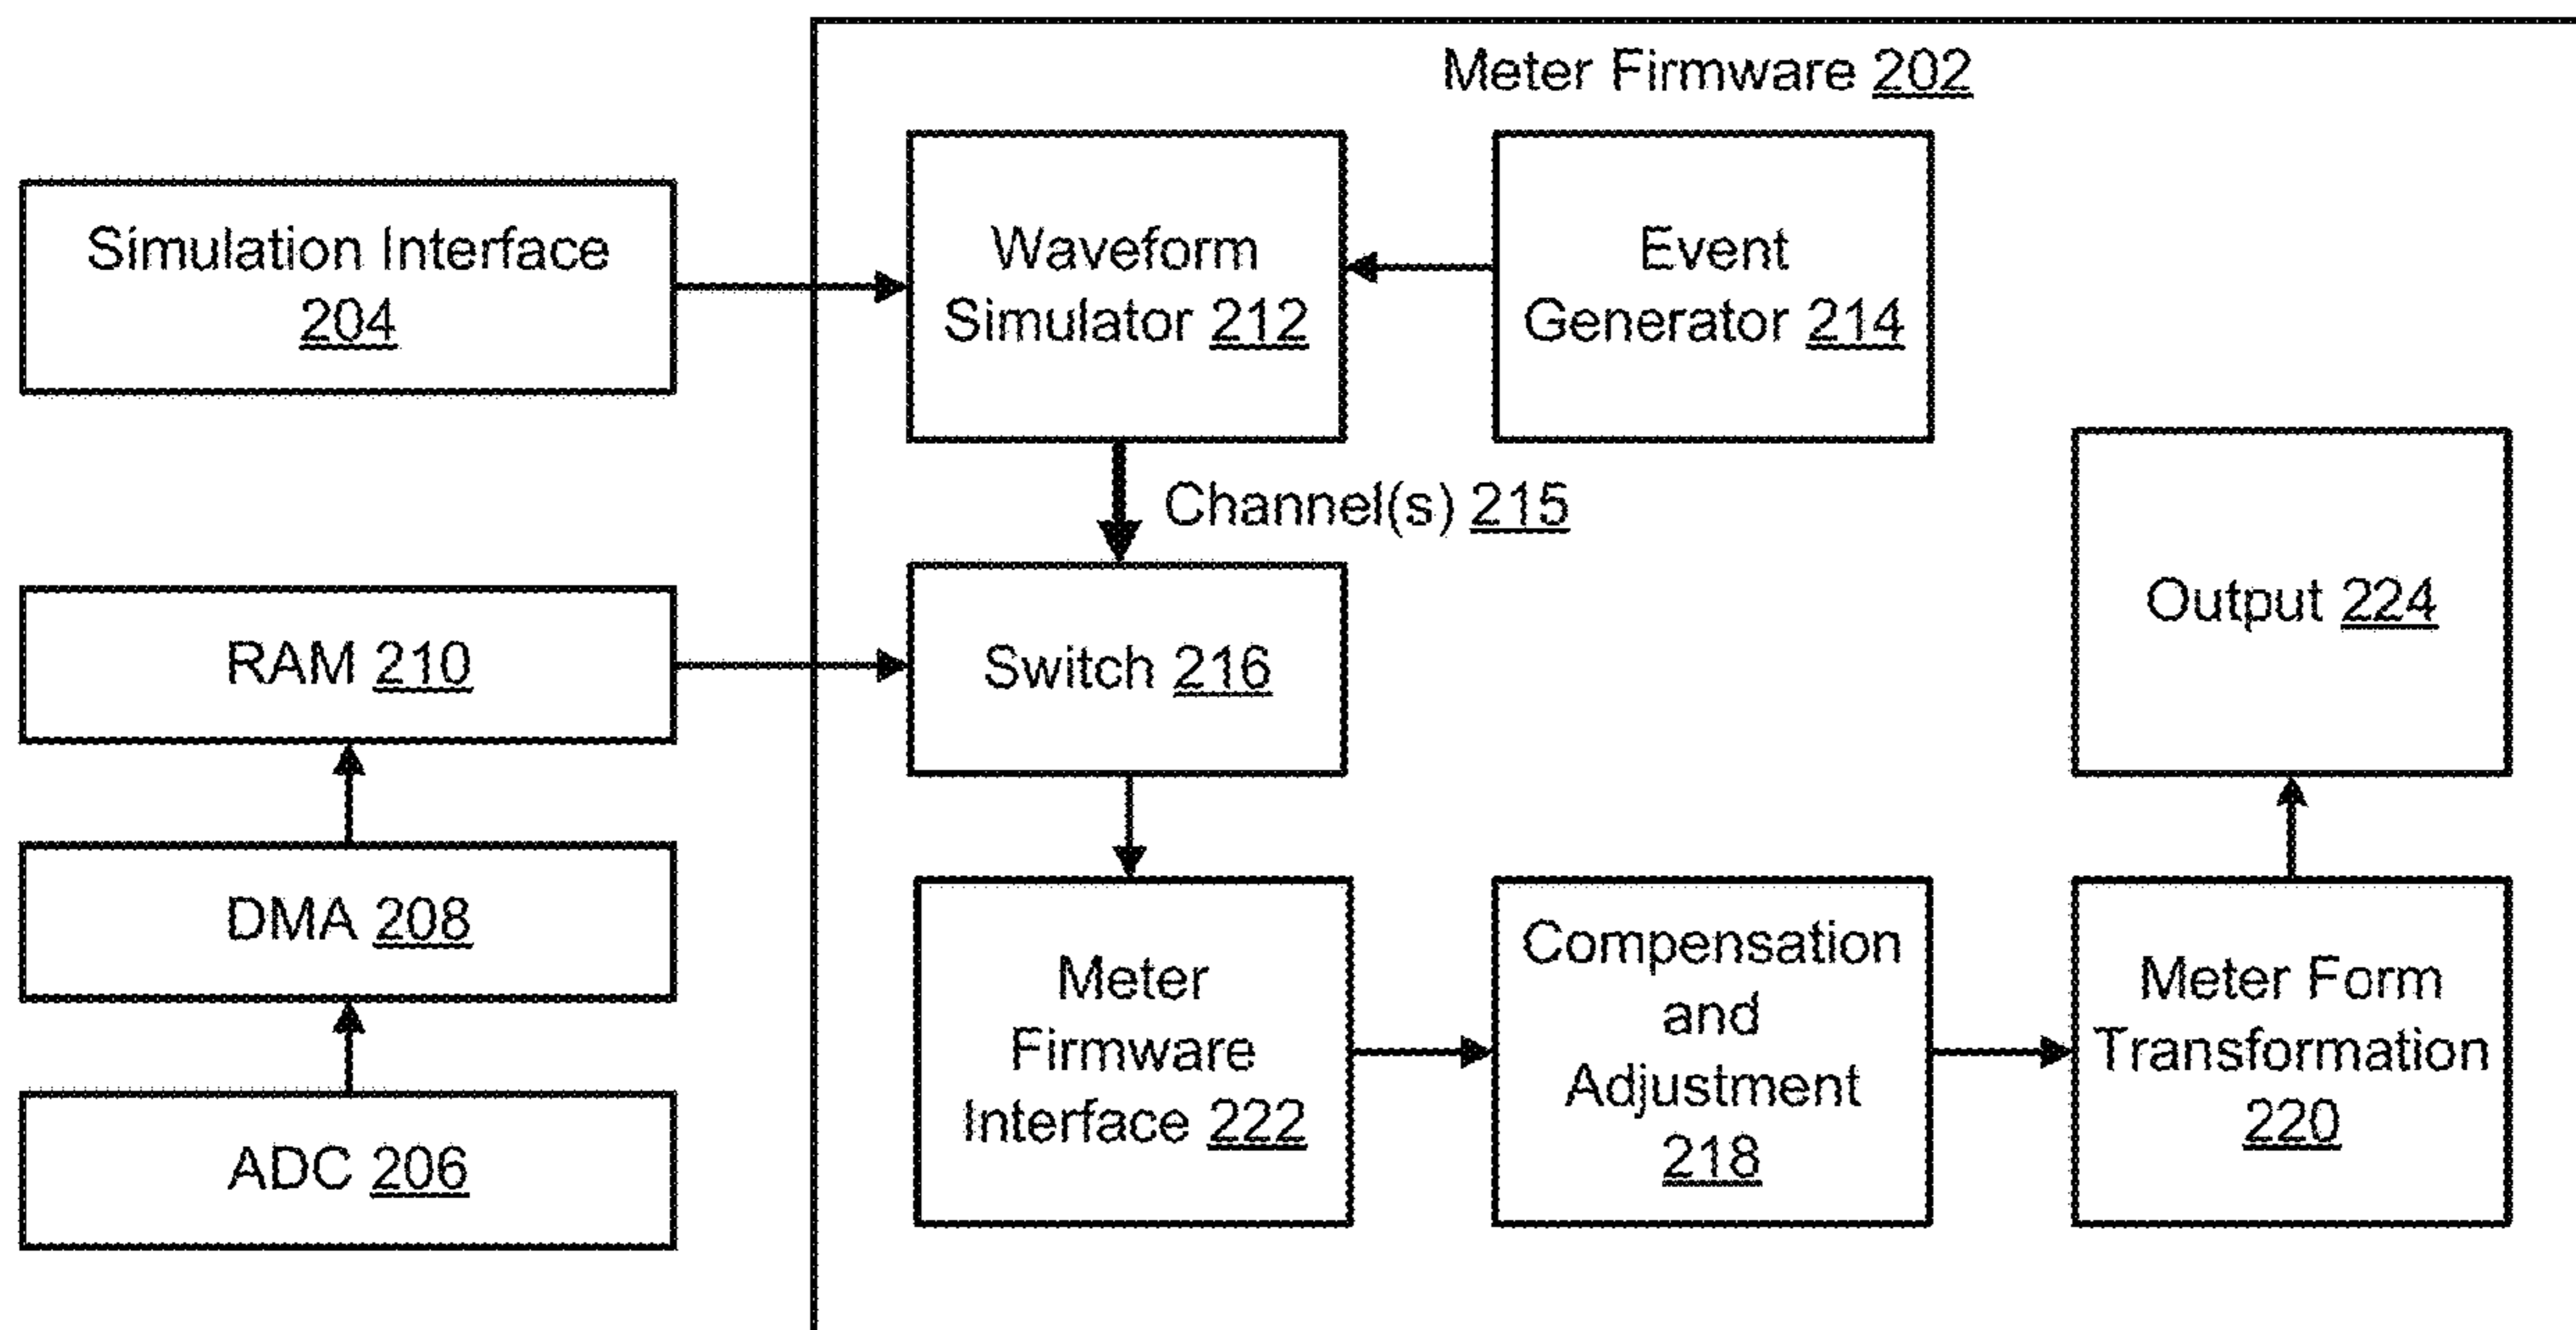 Meter Firmware 202
Simulation Interface
204
Waveform
Simulator 212
Event
Generator 214
Channel(s) 215
RAM 210
Switch 216
Output 224
DMA 208
ADC 206
Meter
Firmware
Interface 222
Compensation
and
Adjustment
218
Meter Form
Transformation
220